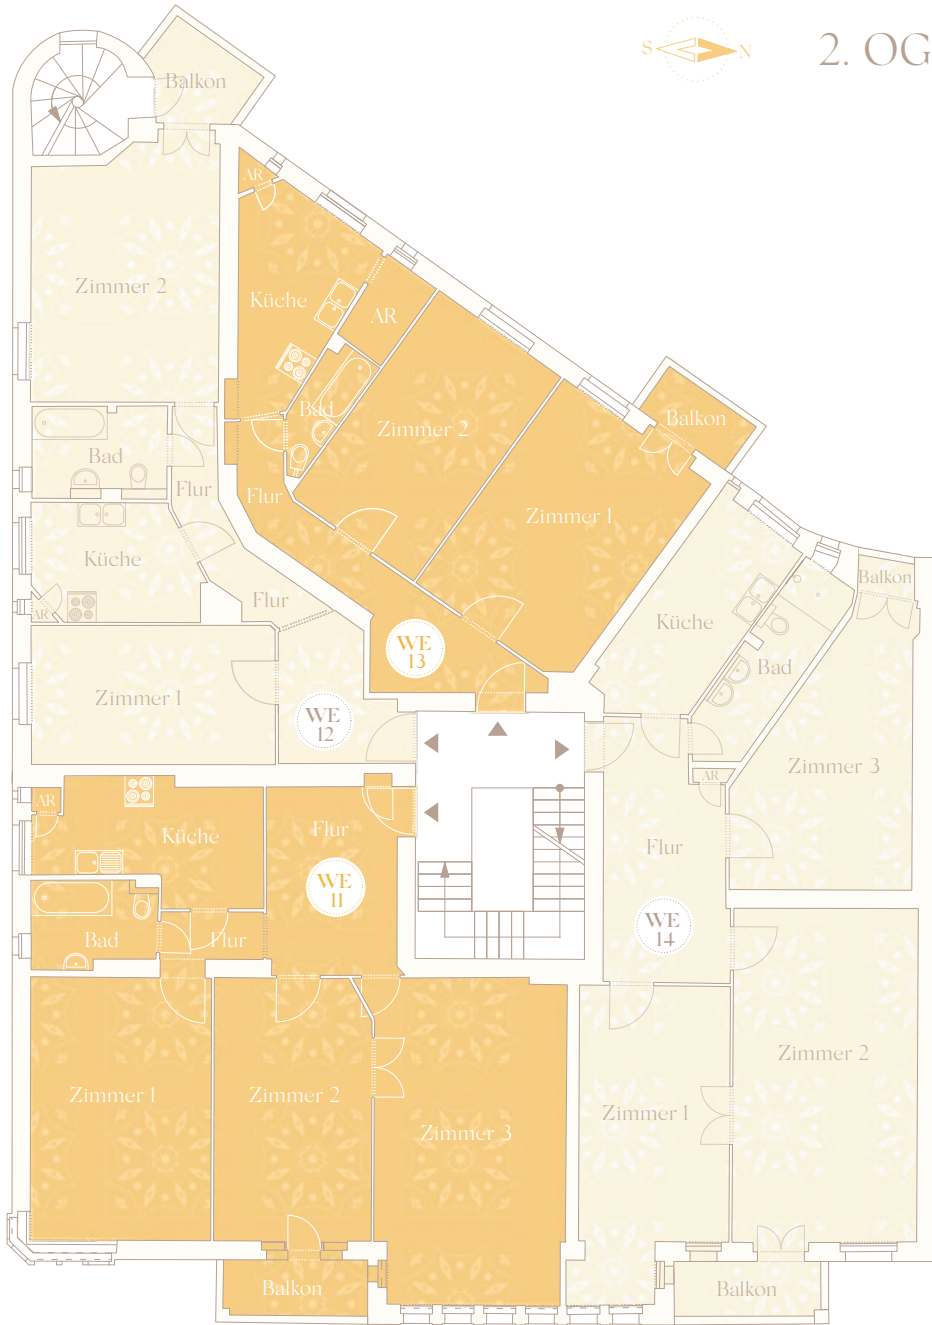 S N
2. OG
Balkon
AR
Zimmer 2
Küche
AR
Bad
Zimmer 2
Balkon
Bad
Flur
Flur
Zimmer 1
Küche
AR
Flur
Balkon
Küche
WE
13
Bad
Zimmer 1
WE
12
Zimmer 3
AR
AR
Küche
Flur
Flur
WE
11
WE
14
Bad
Flur
Zimmer 2
Zimmer 1
Zimmer 2
Zimmer 3
Zimmer 1
Balkon
Balkon